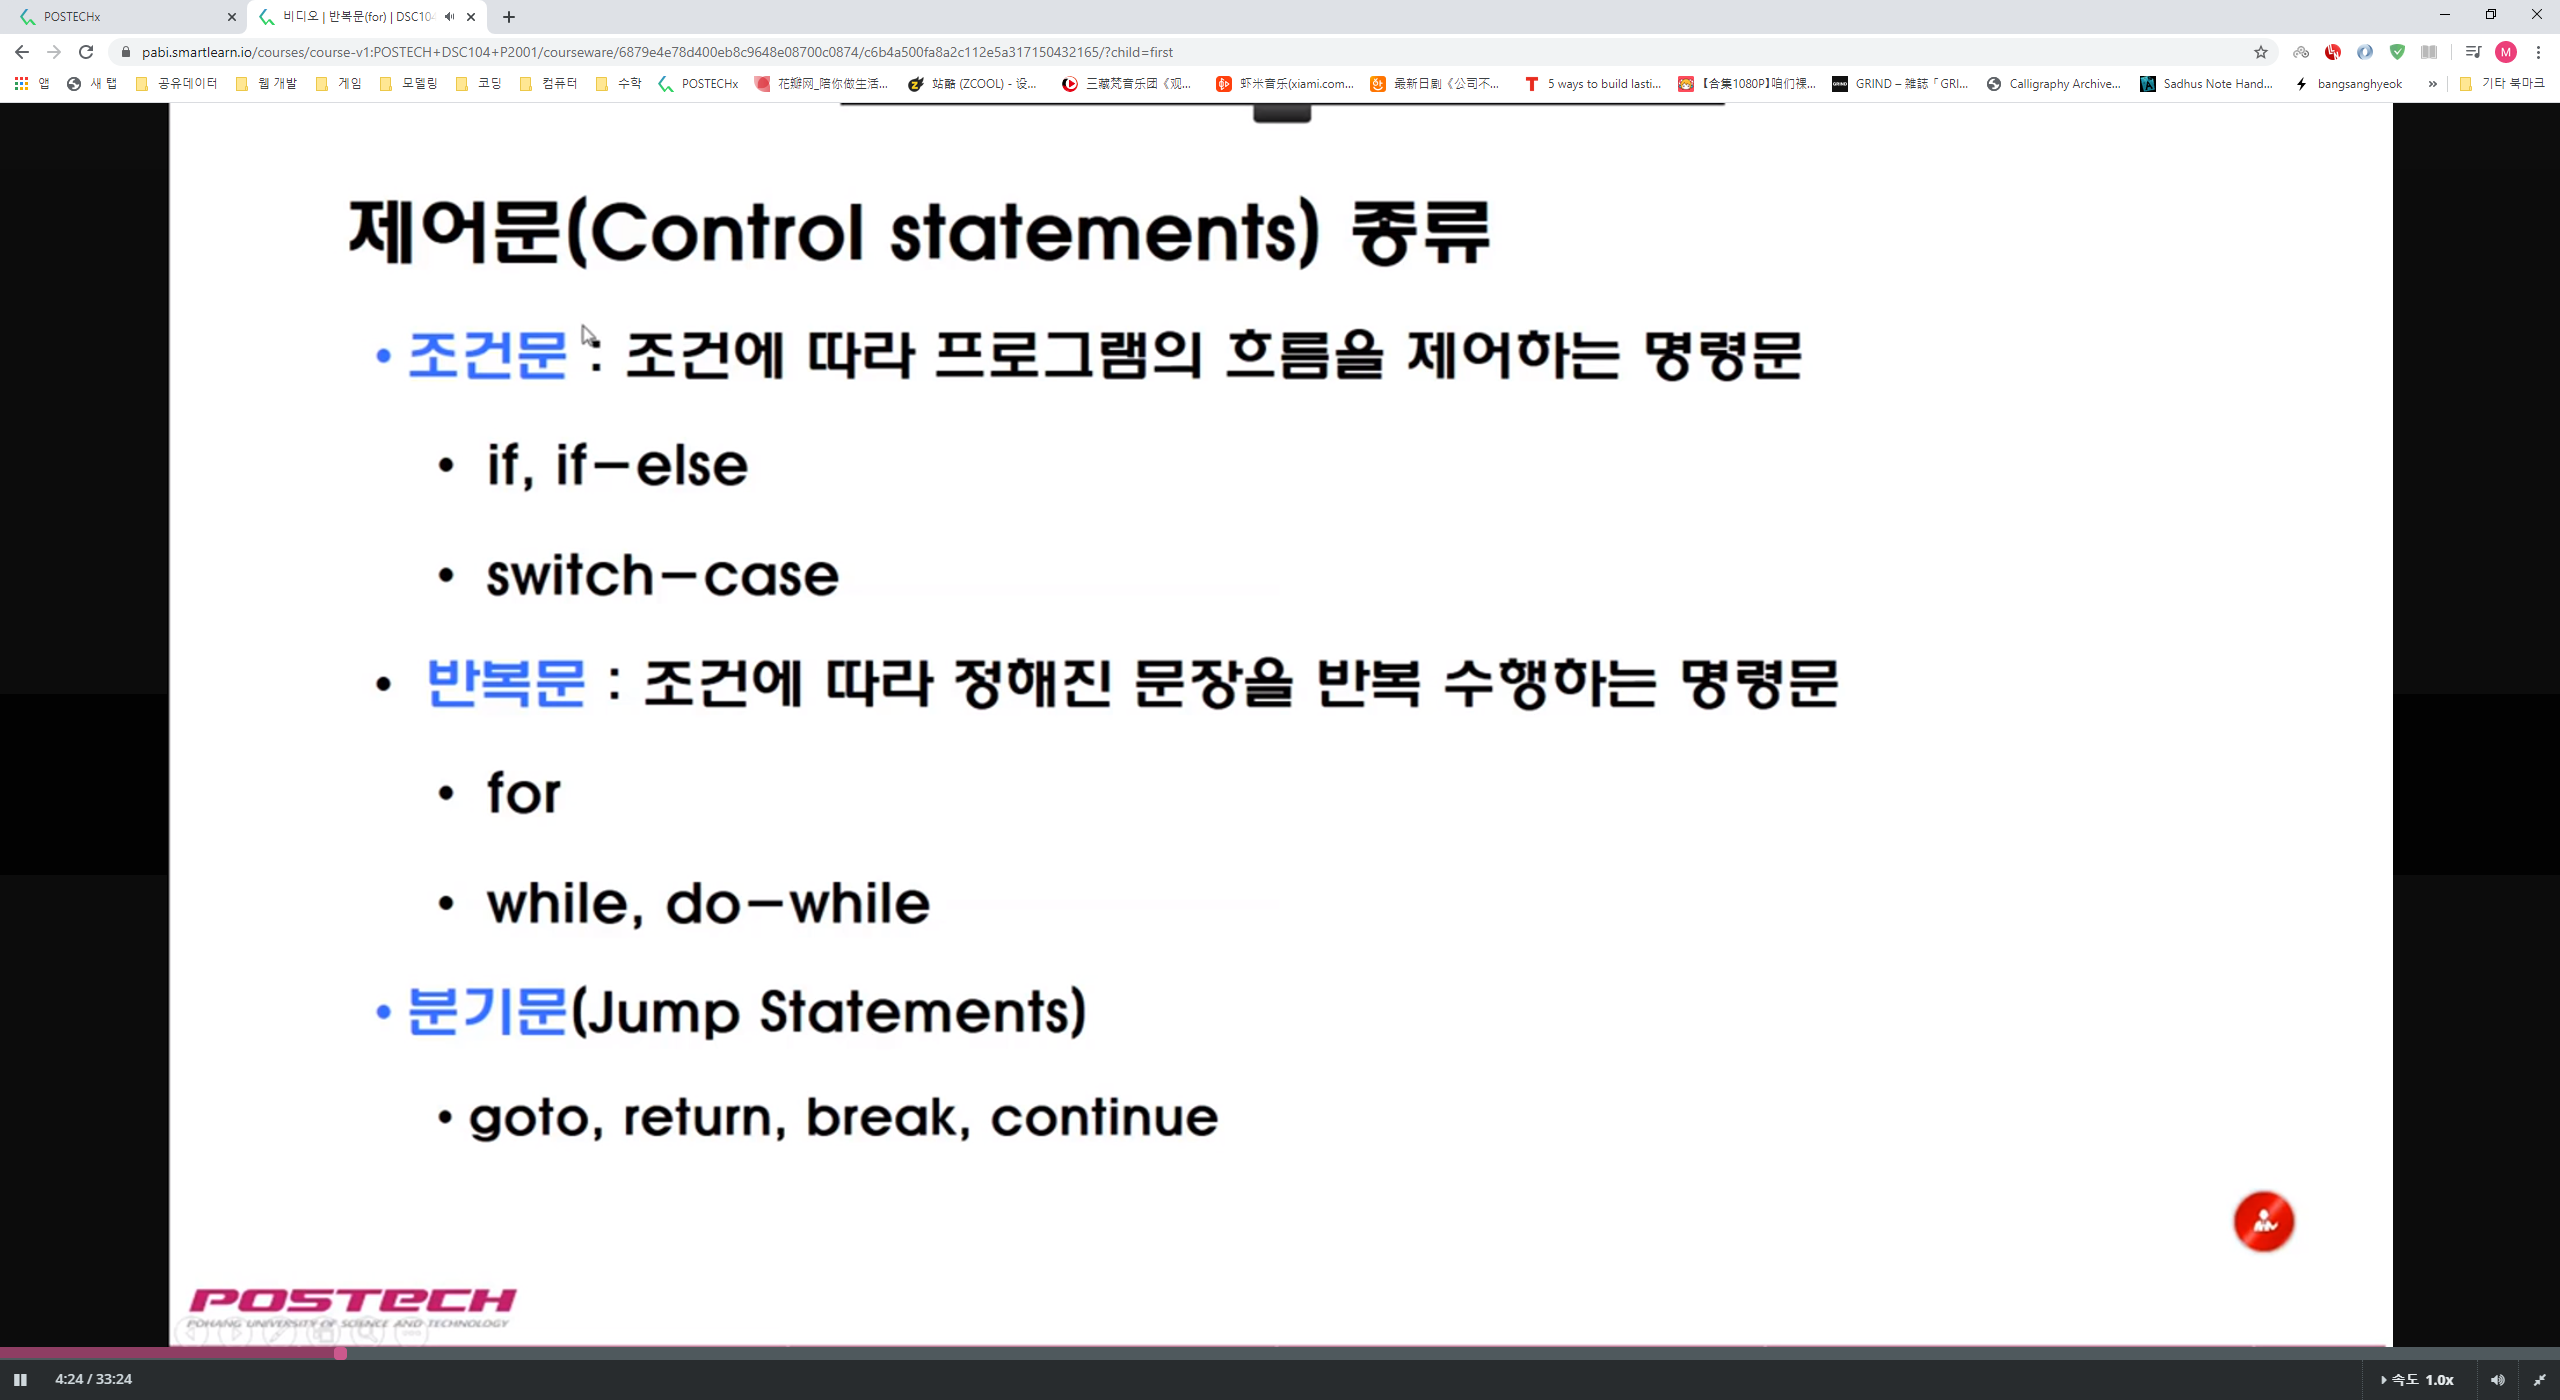 POSTECHx
비디오 | 반복문(for) | DSC10
pabi.smartlearn.io/courses/course-v1:POSTECH+DSC104+P2001/courseware/6879e4e78d400eb8c9648e08700c0874/c6b4a500fa8a2c112e5a317150432165/?child=first
M
앱 새 탭 공유데이터 웹 개발 게임 모델링 코딩 컴퓨터 수학 POSTECHx 花瓣网_陪你做生活... 站酷 (ZCOOL) - 设... 三藏梵音乐团《观... 虾米音乐(xiami.com... 最新日剧《公司不... 5 ways to build lasti... 【合集1080P】咱们裸... GRIND – 雑誌「GRI... Calligraphy Archive... Sadhus Note Hand... bangsanghyeok » 기타 북마크
제어문(Control statements) 종류
• 조건문 : 조건에 따라 프로그램의 흐름을 제어하는 명령문
• if, if-else
• switch-case
• 반복문 : 조건에 따라 정해진 문장을 반복 수행하는 명령문
• for
• while, do-while
• 분기문(Jump Statements)
• goto, return, break, continue
POSTECH
POHANG UNIVERSITY OF SCIENCE AND TECHNOLOGY
4:24 / 33:24
속도 1.0x